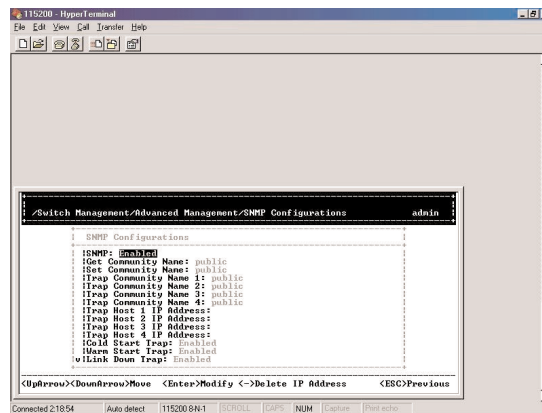 115200 - HyperTerminal
File Edit View Call Transfer Help
/Switch Management/Advanced Management/SNMP Configurations admin
SNMP Configurations
SNMP: Enabled
Get Community Name: public
Set Community Name: public
Trap Community Name 1: public
Trap Community Name 2: public
Trap Community Name 3: public
Trap Community Name 4: public
Trap Host 1 IP Address:
Trap Host 2 IP Address:
Trap Host 3 IP Address:
Trap Host 4 IP Address:
Cold Start Trap: Enabled
Warm Start Trap: Enabled
v Link Down Trap: Enabled
<UpArrow><DownArrow>Move <Enter>Modify <->Delete IP Address <ESC>Previous
Connected 2:18:54 Auto detect 115200 8-N-1 SCROLL CAPS NUM Capture Print echo